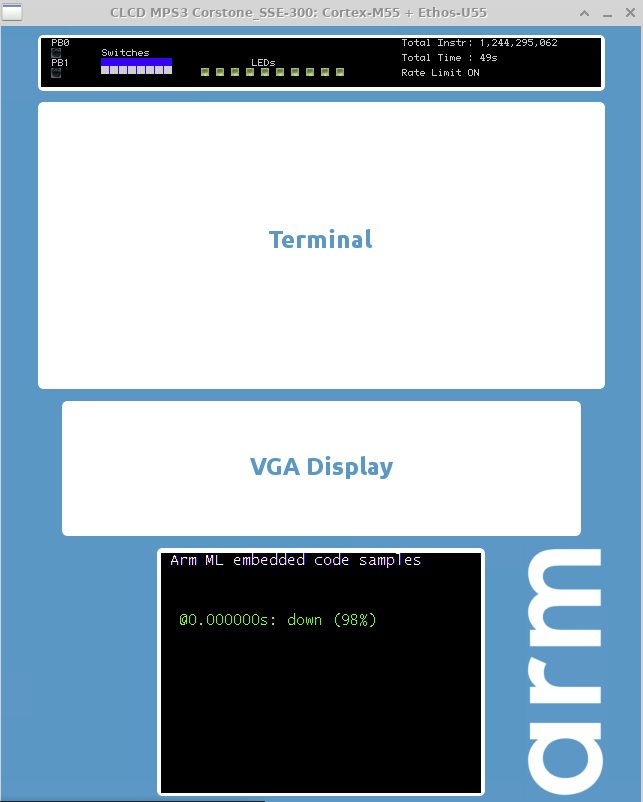 CLCD MPS3 Corstone_SSE-300: Cortex-M55 + Ethos-U55
PB0
PB1
Switches
LEDs
Total Instr: 1,244,295,062
Total Time : 49s
Rate Limit ON
Terminal
VGA Display
Arm ML embedded code samples
@0.000000s: down (98%)
arm